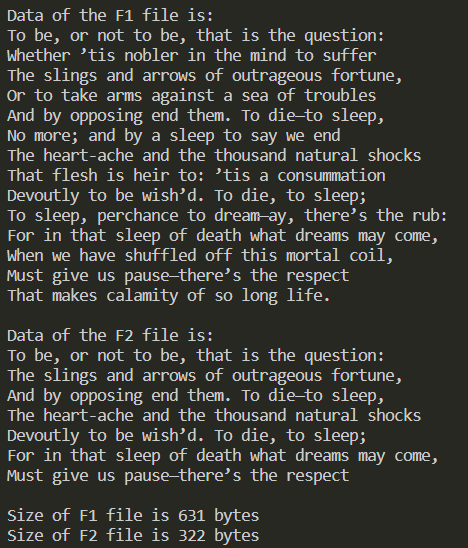 Data of the F1 file is:
To be, or not to be, that is the question:
Whether ’tis nobler in the mind to suffer
The slings and arrows of outrageous fortune,
Or to take arms against a sea of troubles
And by opposing end them. To die—to sleep,
No more; and by a sleep to say we end
The heart-ache and the thousand natural shocks
That flesh is heir to: ’tis a consummation
Devoutly to be wish’d. To die, to sleep;
To sleep, perchance to dream—ay, there’s the rub:
For in that sleep of death what dreams may come,
When we have shuffled off this mortal coil,
Must give us pause—there’s the respect
That makes calamity of so long life.

Data of the F2 file is:
To be, or not to be, that is the question:
The slings and arrows of outrageous fortune,
And by opposing end them. To die—to sleep,
The heart-ache and the thousand natural shocks
Devoutly to be wish’d. To die, to sleep;
For in that sleep of death what dreams may come,
Must give us pause—there’s the respect

Size of F1 file is 631 bytes
Size of F2 file is 322 bytes